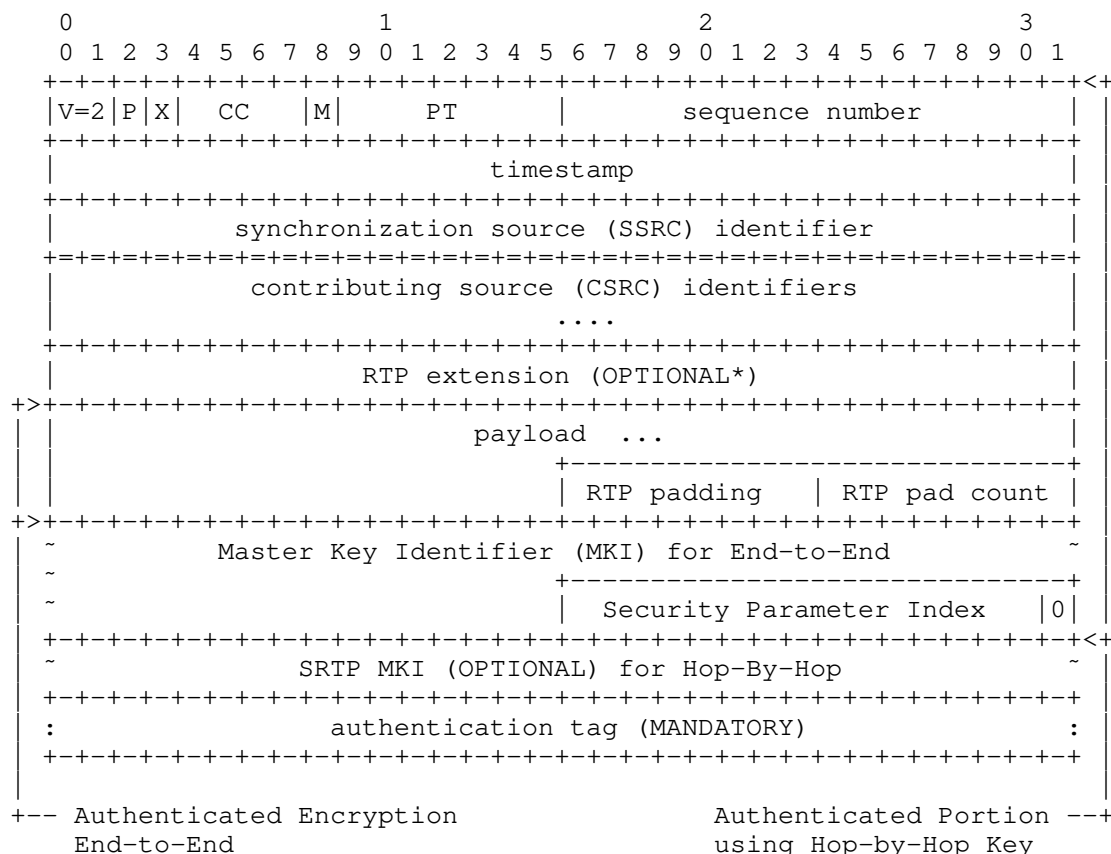 0                   1                   2                   3
 0 1 2 3 4 5 6 7 8 9 0 1 2 3 4 5 6 7 8 9 0 1 2 3 4 5 6 7 8 9 0 1
+-+-+-+-+-+-+-+-+-+-+-+-+-+-+-+-+-+-+-+-+-+-+-+-+-+-+-+-+-+-+-+-+<+
|V=2|P|X|  CC   |M|     PT      |       sequence number         | |
+-+-+-+-+-+-+-+-+-+-+-+-+-+-+-+-+-+-+-+-+-+-+-+-+-+-+-+-+-+-+-+-+ |
|                           timestamp                           | |
+-+-+-+-+-+-+-+-+-+-+-+-+-+-+-+-+-+-+-+-+-+-+-+-+-+-+-+-+-+-+-+-+ |
|           synchronization source (SSRC) identifier            | |
+=+=+=+=+=+=+=+=+=+=+=+=+=+=+=+=+=+=+=+=+=+=+=+=+=+=+=+=+=+=+=+=+ |
|            contributing source (CSRC) identifiers             | |
|                               ....                            | |
+-+-+-+-+-+-+-+-+-+-+-+-+-+-+-+-+-+-+-+-+-+-+-+-+-+-+-+-+-+-+-+-+ |
|                   RTP extension (OPTIONAL*)                   | |
+>+-+-+-+-+-+-+-+-+-+-+-+-+-+-+-+-+-+-+-+-+-+-+-+-+-+-+-+-+-+-+-+-+ |
| |                          payload  ...                         | |
| |                               +-------------------------------+ |
| |                               | RTP padding   | RTP pad count | |
+>+-+-+-+-+-+-+-+-+-+-+-+-+-+-+-+-+-+-+-+-+-+-+-+-+-+-+-+-+-+-+-+-+ |
| ~          Master Key Identifier (MKI) for End-to-End           ~ |
| ~                               +-------------------------------+ |
| ~                               |  Security Parameter Index   |0| |
| +-+-+-+-+-+-+-+-+-+-+-+-+-+-+-+-+-+-+-+-+-+-+-+-+-+-+-+-+-+-+-+-+<+
| ~               SRTP MKI (OPTIONAL) for Hop-By-Hop              ~ |
| +-+-+-+-+-+-+-+-+-+-+-+-+-+-+-+-+-+-+-+-+-+-+-+-+-+-+-+-+-+-+-+-+ |
| :                 authentication tag (MANDATORY)                : |
| +-+-+-+-+-+-+-+-+-+-+-+-+-+-+-+-+-+-+-+-+-+-+-+-+-+-+-+-+-+-+-+-+ |
|                                                                   |
+-- Authenticated Encryption                Authenticated Portion --+
    End-to-End                              using Hop-by-Hop Key